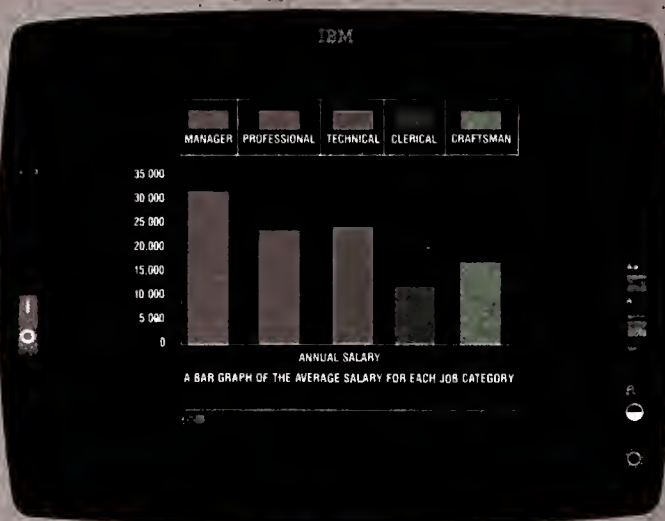 IBM
MANAGER PROFESSIONAL TECHNICAL CLERICAL CRAFTSMAN
35 000
30 000
25 000
20.000
15.000
10 000
5 000
0
ANNUAL SALARY
A BAR GRAPH OF THE AVERAGE SALARY FOR EACH JOB CATEGORY